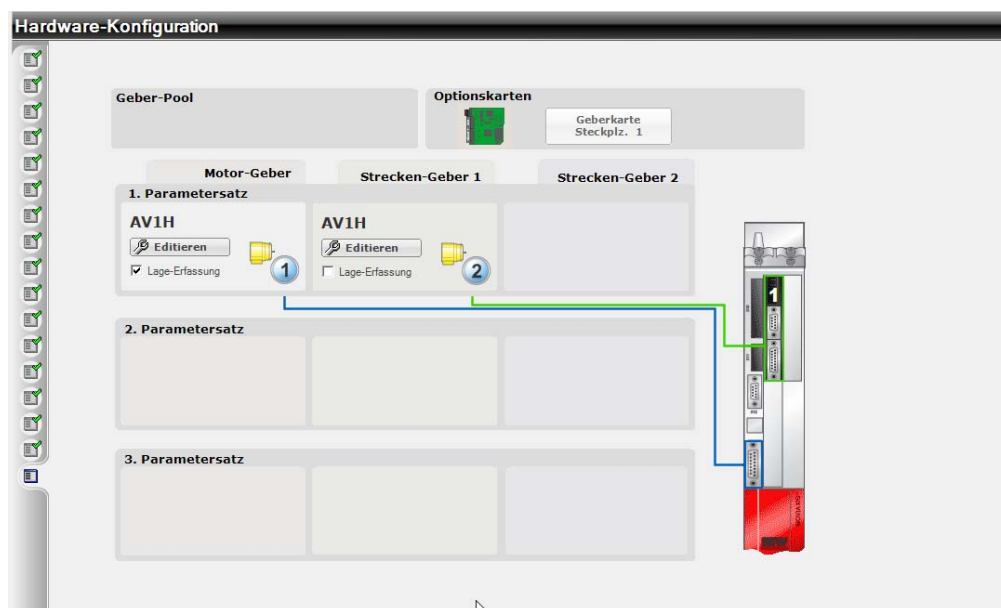 Hardware-Konfiguration
Geber-Pool
Optionskarten
Geberkarte
Steckplz. 1
Motor-Geber
Strecken-Geber 1
Strecken-Geber 2
1. Parametersatz
AV1H
Editieren
Lage-Erfassung
1
AV1H
Editieren
Lage-Erfassung
2
1
2. Parametersatz
3. Parametersatz